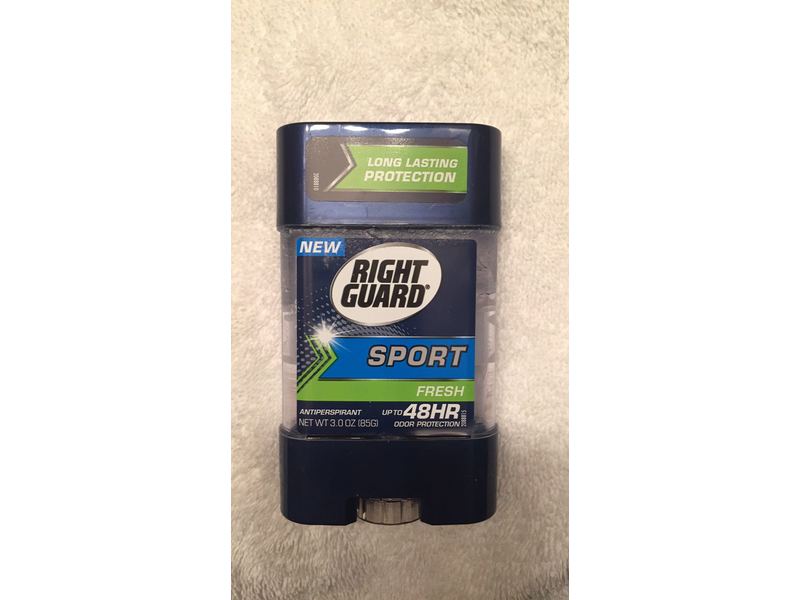 LONG LASTING
PROTECTION
NEW
RIGHT
GUARD®
SPORT
FRESH
ANTIPERSPIRANT
NET WT 3.0 OZ (85G)
UP TO 48HR
ODOR PROTECTION